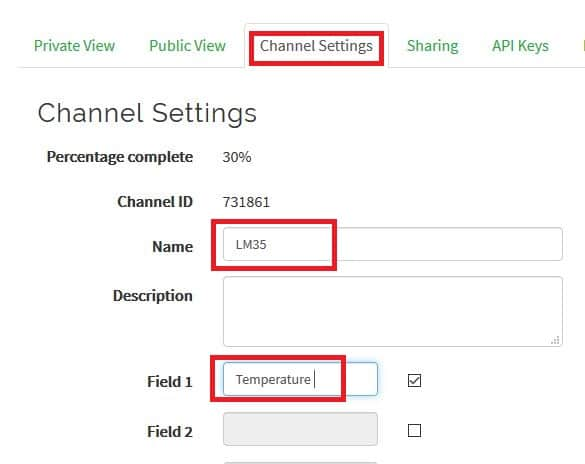 Private View Public View Channel Settings Sharing API Keys
Channel Settings
Percentage complete 30%
Channel ID 731861
Name LM35
Description
Field 1 Temperature
Field 2